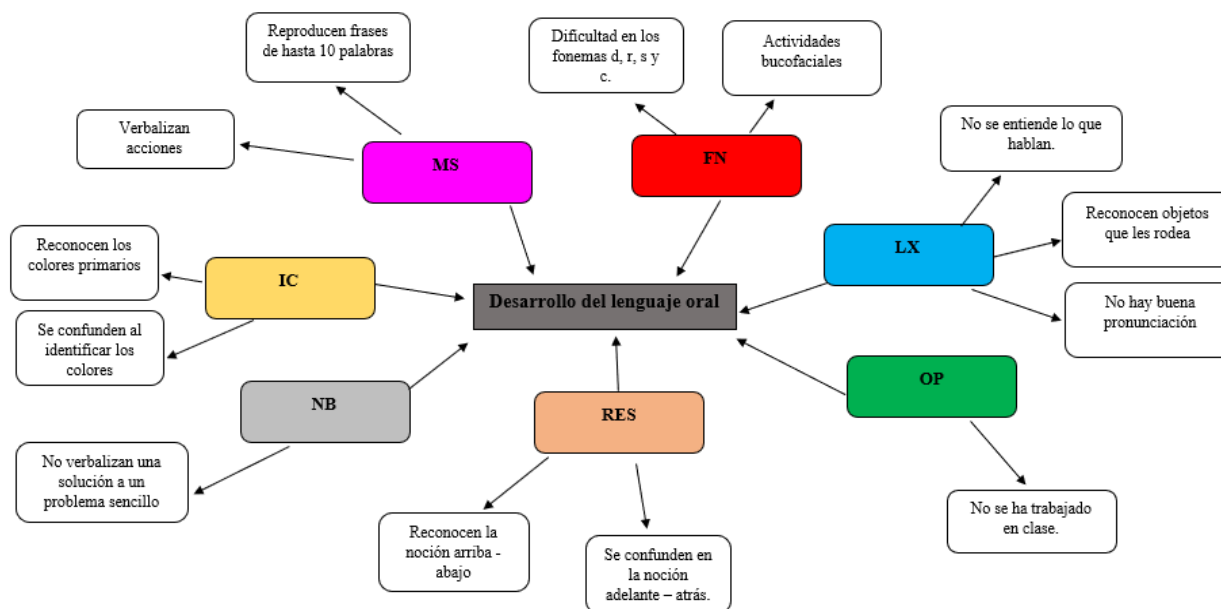 Reproducen frases
de hasta 10 palabras
Dificultad en los
fonemas d, r, s y
c.
Actividades
bucofaciales
Verbalizan
acciones
MS
FN
No se entiende lo que
hablan.
Reconocen objetos
que les rodea
LX
Reconocen los
colores primarios
IC
Desarrollo del lenguaje oral
No hay buena
pronunciación
Se confunden al
identificar los
colores
NB
RES
OP
No verbalizan una
solución a un
problema sencillo
Reconocen la
noción arriba -
abajo
Se confunden en
la noción
adelante – atrás.
No se ha trabajado
en clase.